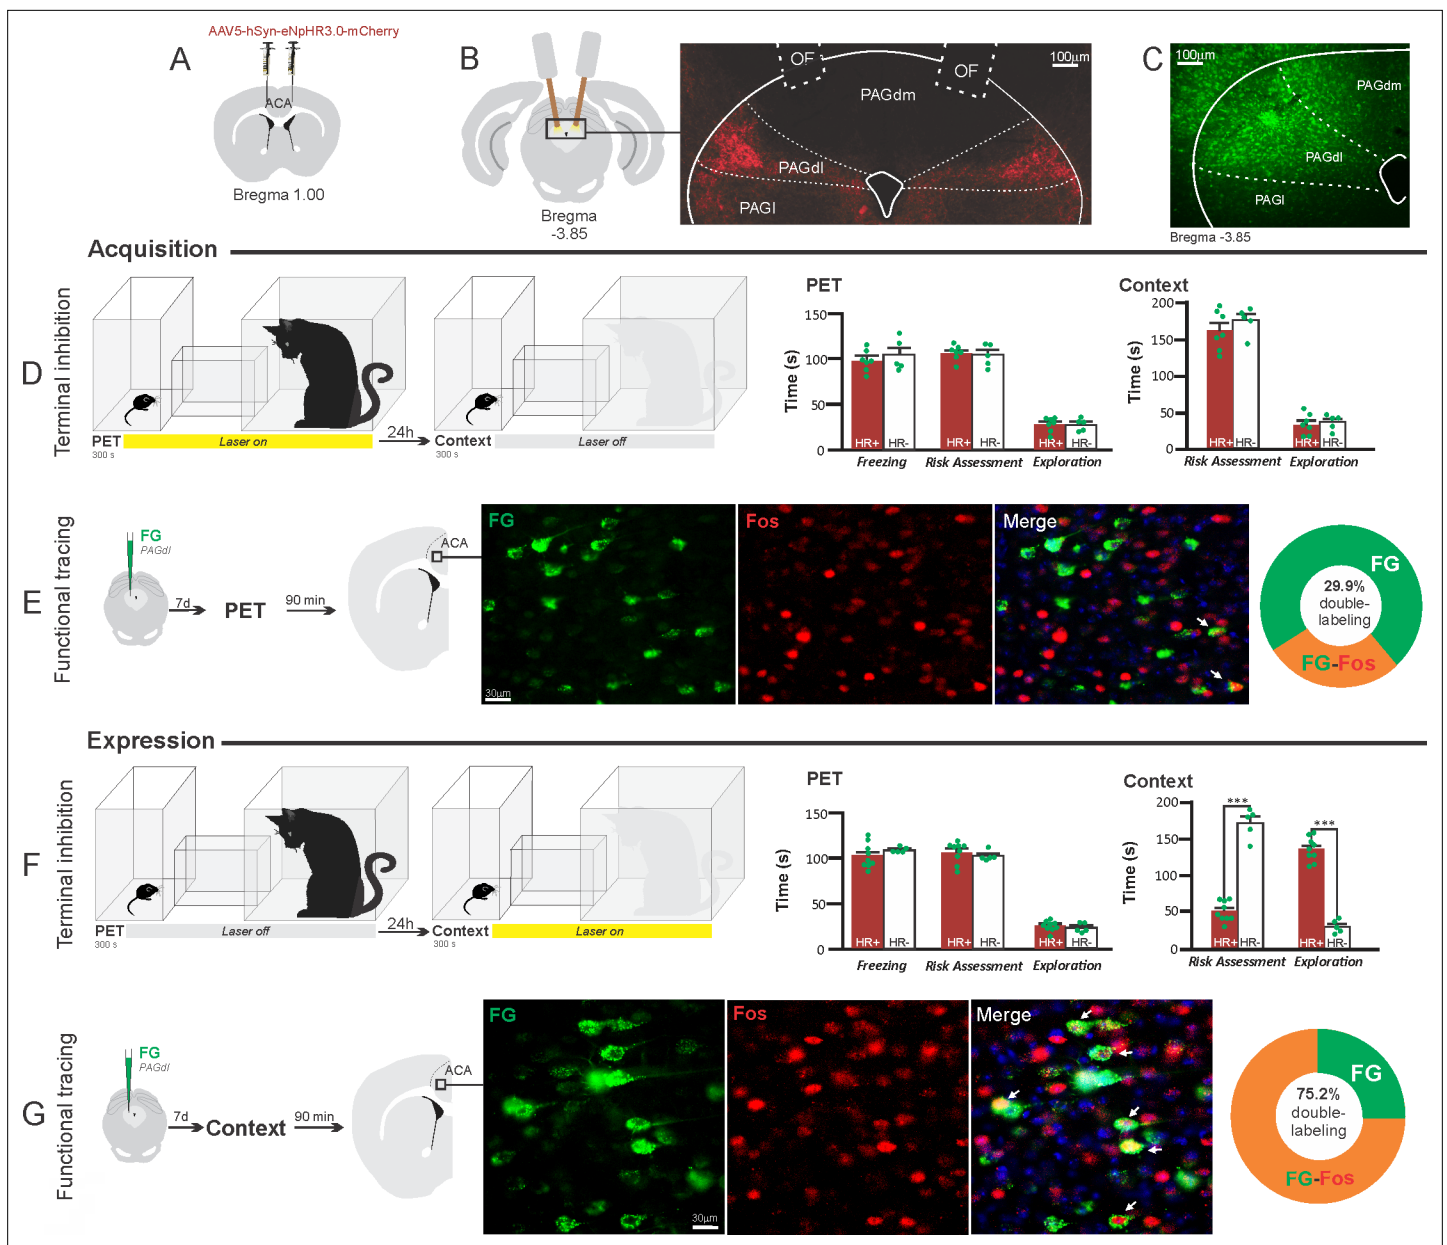 AAV5-hSyn-eNpHR3.0-mCherry
A
ACA
Bregma 1.00
B
Bregma
-3.85
OF
OF
100μm
PAGdm
PAGdl
PAGl
C
100μm
PAGdm
PAGdl
PAGl
Bregma -3.85
Acquisition
D
Terminal inhibition
PET
300 s
Laser on
24h
Context
300 s
Laser off
PET
Time (s)
150
100
50
0
HR+
HR-
HR+
HR-
HR+
HR-
Freezing
Risk Assessment
Exploration
Context
Time (s)
200
150
100
50
0
HR+
HR-
HR+
HR-
Risk Assessment
Exploration
E
Functional tracing
FG
PAGdl
7d
PET
90 min
ACA
FG
30μm
Fos
Merge
FG
29.9%
double-
labeling
FG-Fos
Expression
F
Terminal inhibition
PET
300 s
Laser off
24h
Context
300 s
Laser on
PET
Time (s)
150
100
50
0
HR+
HR-
HR+
HR-
HR+
HR-
Freezing
Risk Assessment
Exploration
Context
Time (s)
200
150
100
50
0
***
***
HR+
HR-
HR+
HR-
Risk Assessment
Exploration
G
Functional tracing
FG
PAGdl
7d
Context
90 min
ACA
FG
30μm
Fos
Merge
FG
75.2%
double-
labeling
FG-Fos